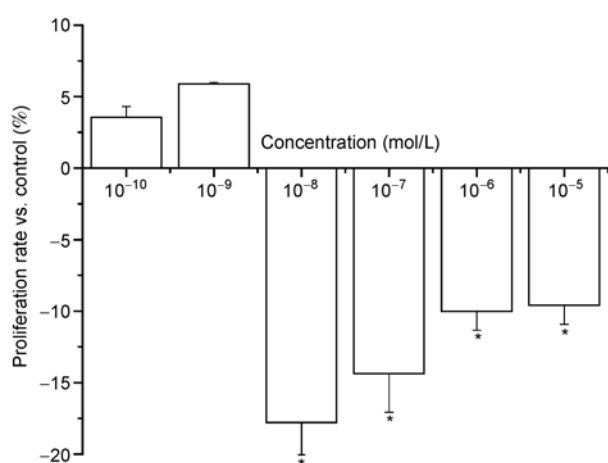 Proliferation rate vs. control (%)
10
5
0
−5
−10
−15
−20
Concentration (mol/L)
10⁻¹⁰ 10⁻⁹ 10⁻⁸ 10⁻⁷ 10⁻⁶ 10⁻⁵
* * * *